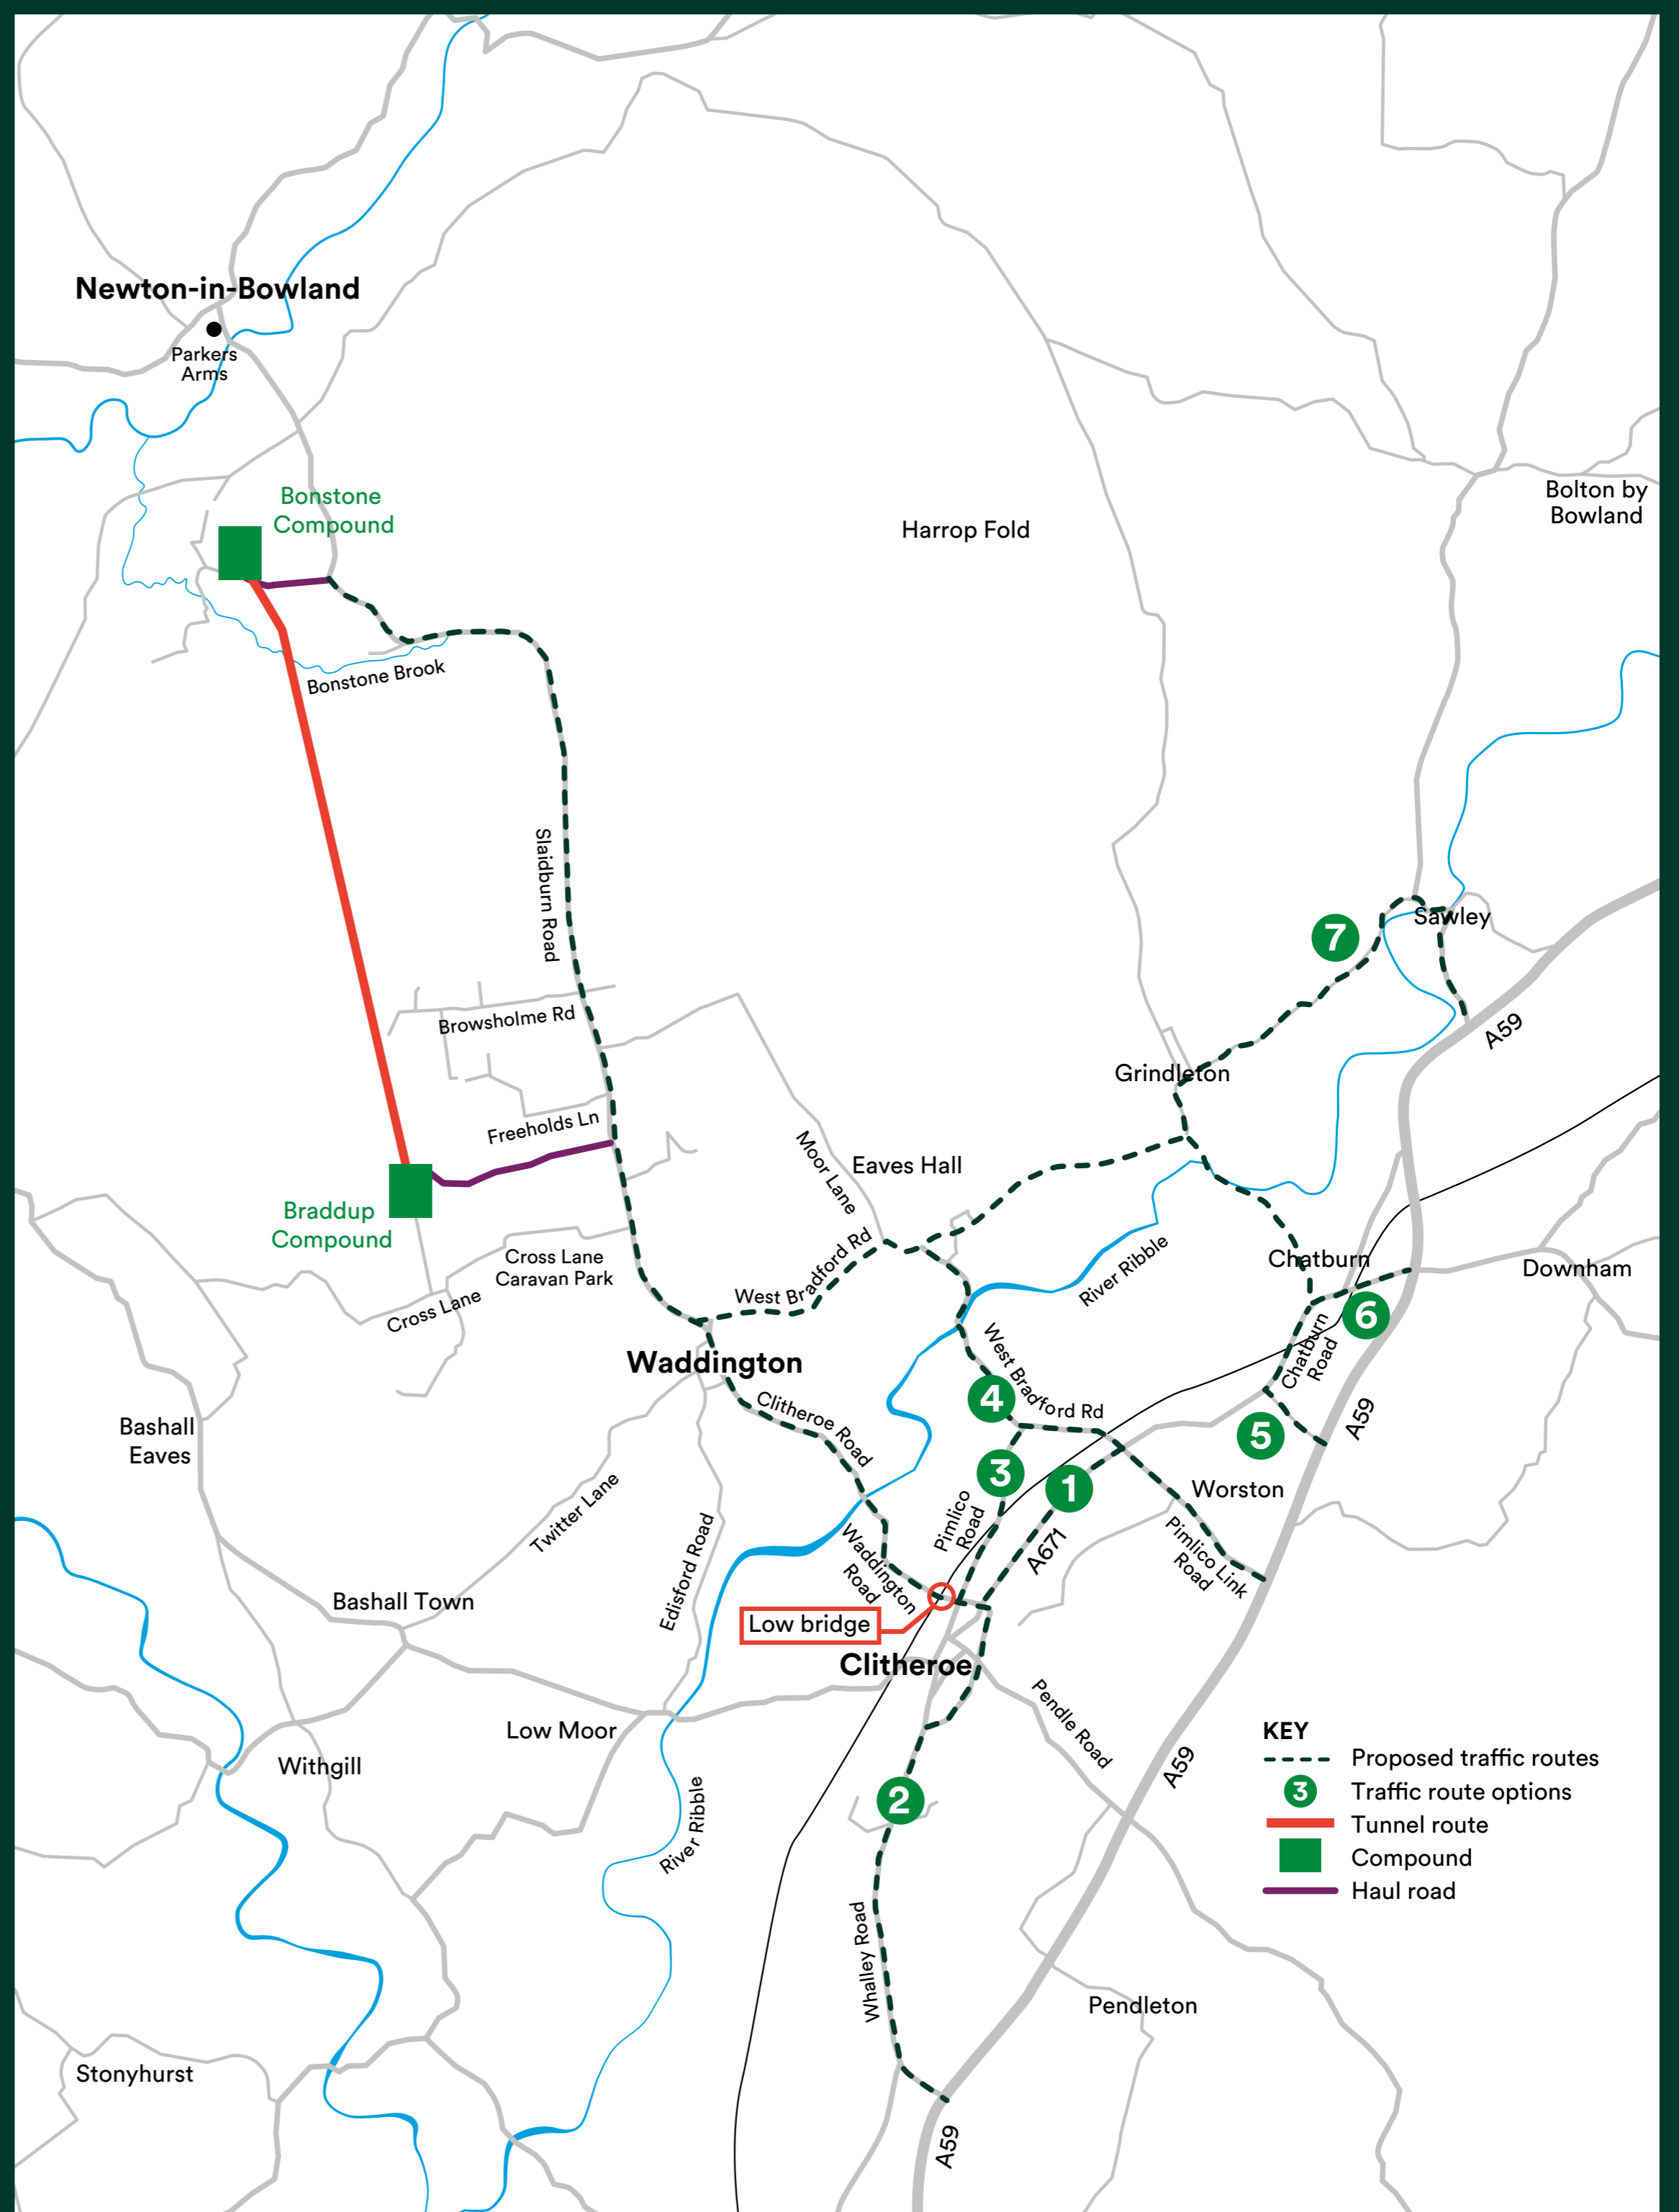 Newton-in-Bowland
Parkers
Arms
Bonstone
Compound
Bolton by
Bowland
Harrop Fold
Bonstone Brook
Slaidburn Road
7
Sawley
A59
Browsholme Rd
Grindleton
Freeholds Ln
Moor Lane
Eaves Hall
Braddup
Compound
Cross Lane
Caravan Park
West Bradford Rd
River Ribble
Chatburn
Downham
Cross Lane
6
Chatburn
Road
Waddington
West Bradford Rd
4
Clitheroe Road
A59
5
Bashall
Eaves
3
1
Worston
Twitter Lane
Pimlico
Road
Edisford Road
Waddington
Road
A671
Pimlico Link
Road
Bashall Town
Low bridge
Clitheroe
Pendle Road
Low Moor
A59
KEY
Proposed traffic routes
3
Traffic route options
Tunnel route
Compound
Haul road
Withgill
2
River Ribble
Whalley Road
Pendleton
Stonyhurst
A59